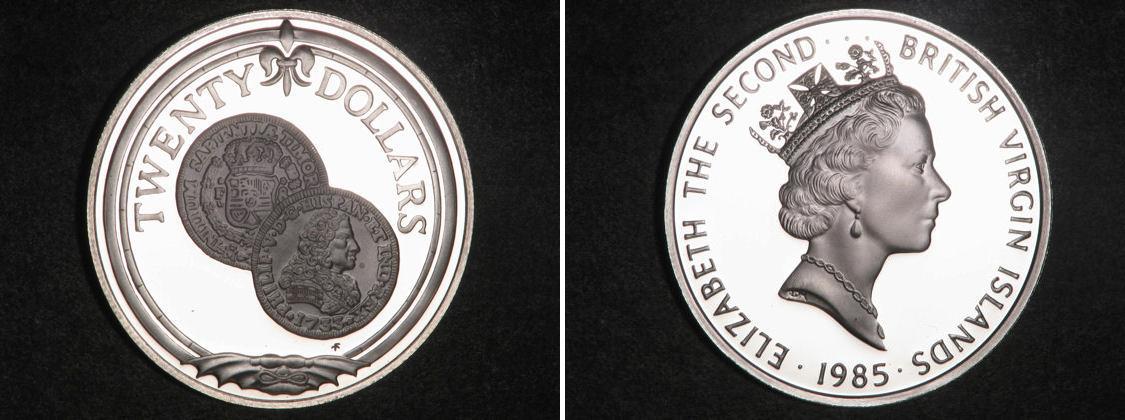 TWENTY DOLLARS
ELIZABETH THE SECOND
BRITISH VIRGIN ISLANDS
· 1985 ·